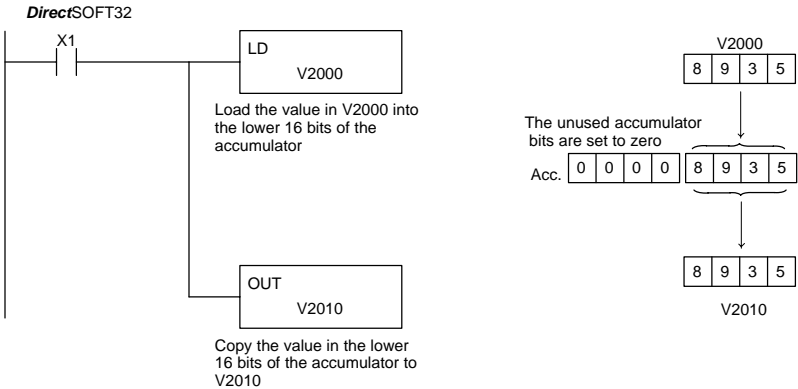 DirectSOFT32
X1
LD
V2000
Load the value in V2000 into
the lower 16 bits of the
accumulator
OUT
V2010
Copy the value in the lower
16 bits of the accumulator to
V2010
V2000
8 9 3 5
The unused accumulator
bits are set to zero
Acc. 0 0 0 0 8 9 3 5
8 9 3 5
V2010